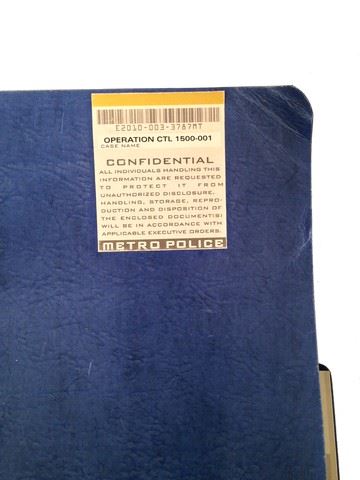 E2010-003-3767MT
OPERATION CTL 1500-001
CASE NAME
CONFIDENTIAL
ALL INDIVIDUALS HANDLING THIS
INFORMATION ARE REQUESTED
TO PROTECT IT FROM
UNAUTHORIZED DISCLOSURE.
HANDLING, STORAGE, REPRO-
DUCTION AND DISPOSITION OF
THE ENCLOSED DOCUMENT(S)
WILL BE IN ACCORDANCE WITH
APPLICABLE EXECUTIVE ORDERS.
METRO POLICE